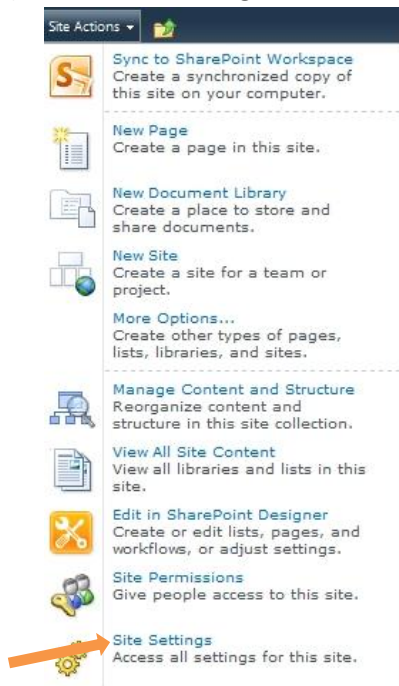 Site Actions
Sync to SharePoint Workspace
Create a synchronized copy of
this site on your computer.
New Page
Create a page in this site.
New Document Library
Create a place to store and
share documents.
New Site
Create a site for a team or
project.
More Options...
Create other types of pages,
lists, libraries, and sites.
Manage Content and Structure
Reorganize content and
structure in this site collection.
View All Site Content
View all libraries and lists in this
site.
Edit in SharePoint Designer
Create or edit lists, pages, and
workflows, or adjust settings.
Site Permissions
Give people access to this site.
Site Settings
Access all settings for this site.